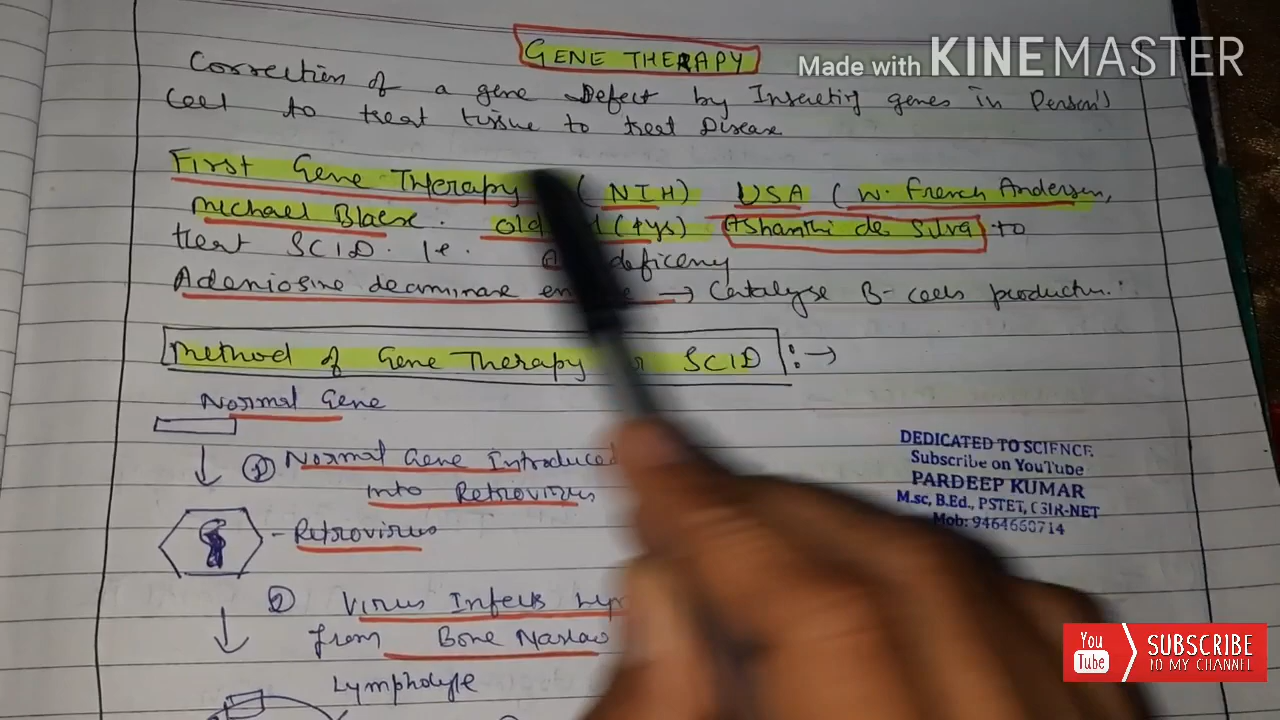 GENE THERAPY
Made with KINEMASTER
Correction of a gene Defect by Inserting genes in Person's
Cell to treat tissue to treat Disease
First Gene Therapy (NIH) USA (W. French Andersen,
Michael Blaese. Old (4ys) Ashanthi de Silva to
treat SCID. I.e. deficeny
Adeniosine deaminase → Catalyse B-cells production.
Method of Gene Therapy SCID :→
Normal Gene
① Normal Gene Introduced
into Retrovirus
- Retrovirus
② Virus Infects
from Bone Marrow
Lymphocyte
DEDICATED TO SCIENCE
Subscribe on YouTube
PARDEEP KUMAR
M.sc, B.Ed., PSTET, CSIR-NET
Mob: 9464660714
You Tube
SUBSCRIBE
TO MY CHANNEL